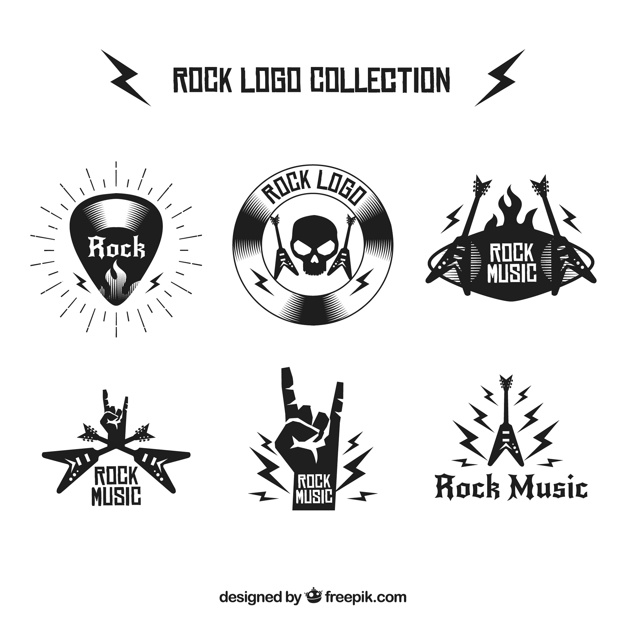 ROCK LOGO COLLECTION
Rock
ROCK LOGO
ROCK
MUSIC
ROCK
MUSIC
ROCK
MUSIC
Rock Music
designed by freepik.com